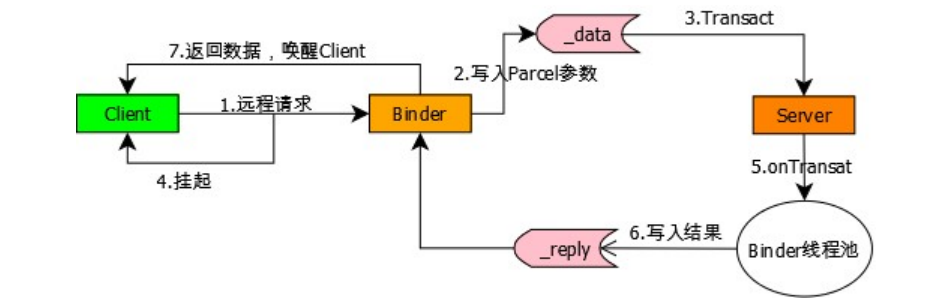 3.Transact
_data
7.返回数据，唤醒Client
2.写入Parcel参数
Client
1.远程请求
Binder
Server
4.挂起
5.onTransat
_reply
6.写入结果
Binder线程池